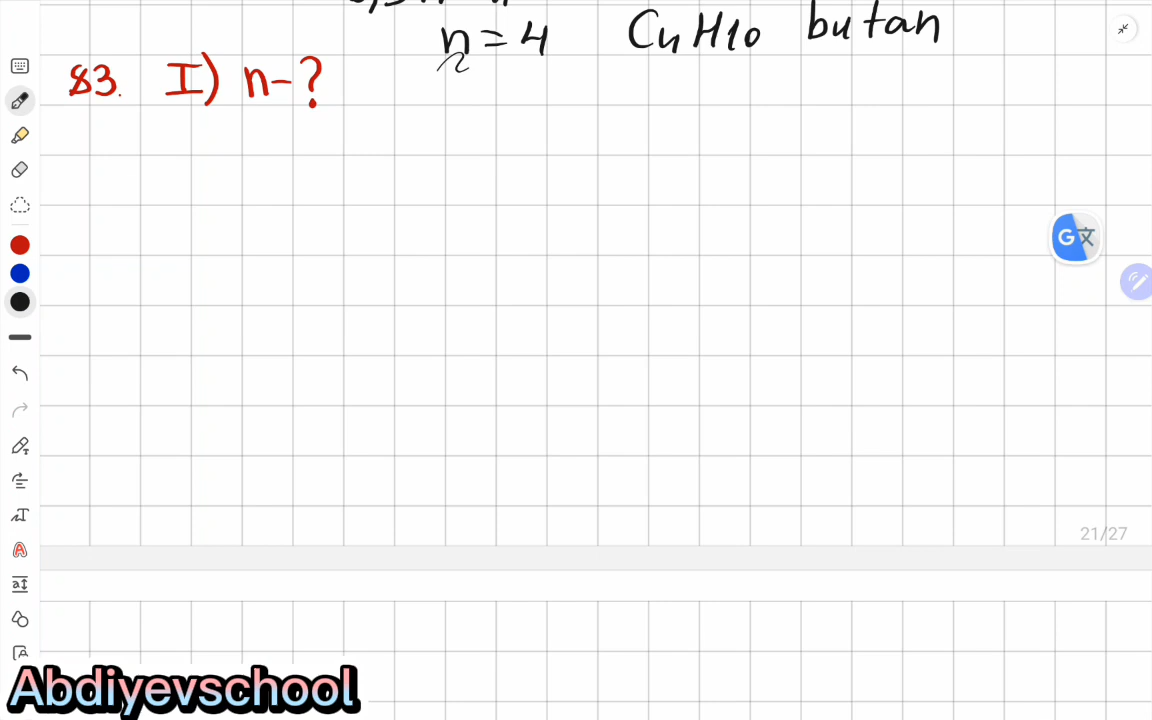 n = 4 C4H10 butan
83. I) n-?
21/27
Abdiyevschool